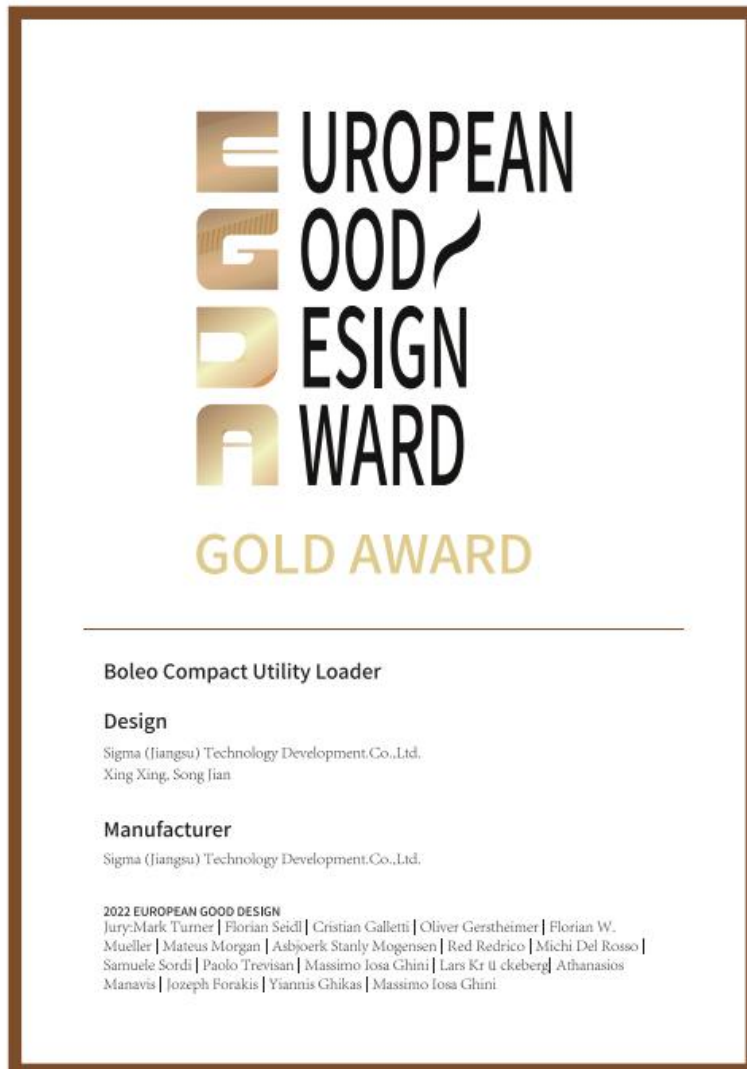 EUROPEAN
GOOD
DESIGN
AWARD
GOLD AWARD
Boleo Compact Utility Loader
Design
Sigma (Jiangsu) Technology Development.Co.,Ltd.
Xing Xing, Song Jian
Manufacturer
Sigma (Jiangsu) Technology Development.Co.,Ltd.
2022 EUROPEAN GOOD DESIGN
Jury:Mark Turner | Florian Seidl | Cristian Galletti | Oliver Gerstheimer | Florian W.
Mueller | Mateus Morgan | Asbjoerk Stanly Mogensen | Red Redrico | Michi Del Rosso |
Samuele Sordi | Paolo Trevisan | Massimo Iosa Ghini | Lars Kr ü ckeberg| Athanasios
Manavis | Jozeph Forakis | Yiannis Ghikas | Massimo Iosa Ghini